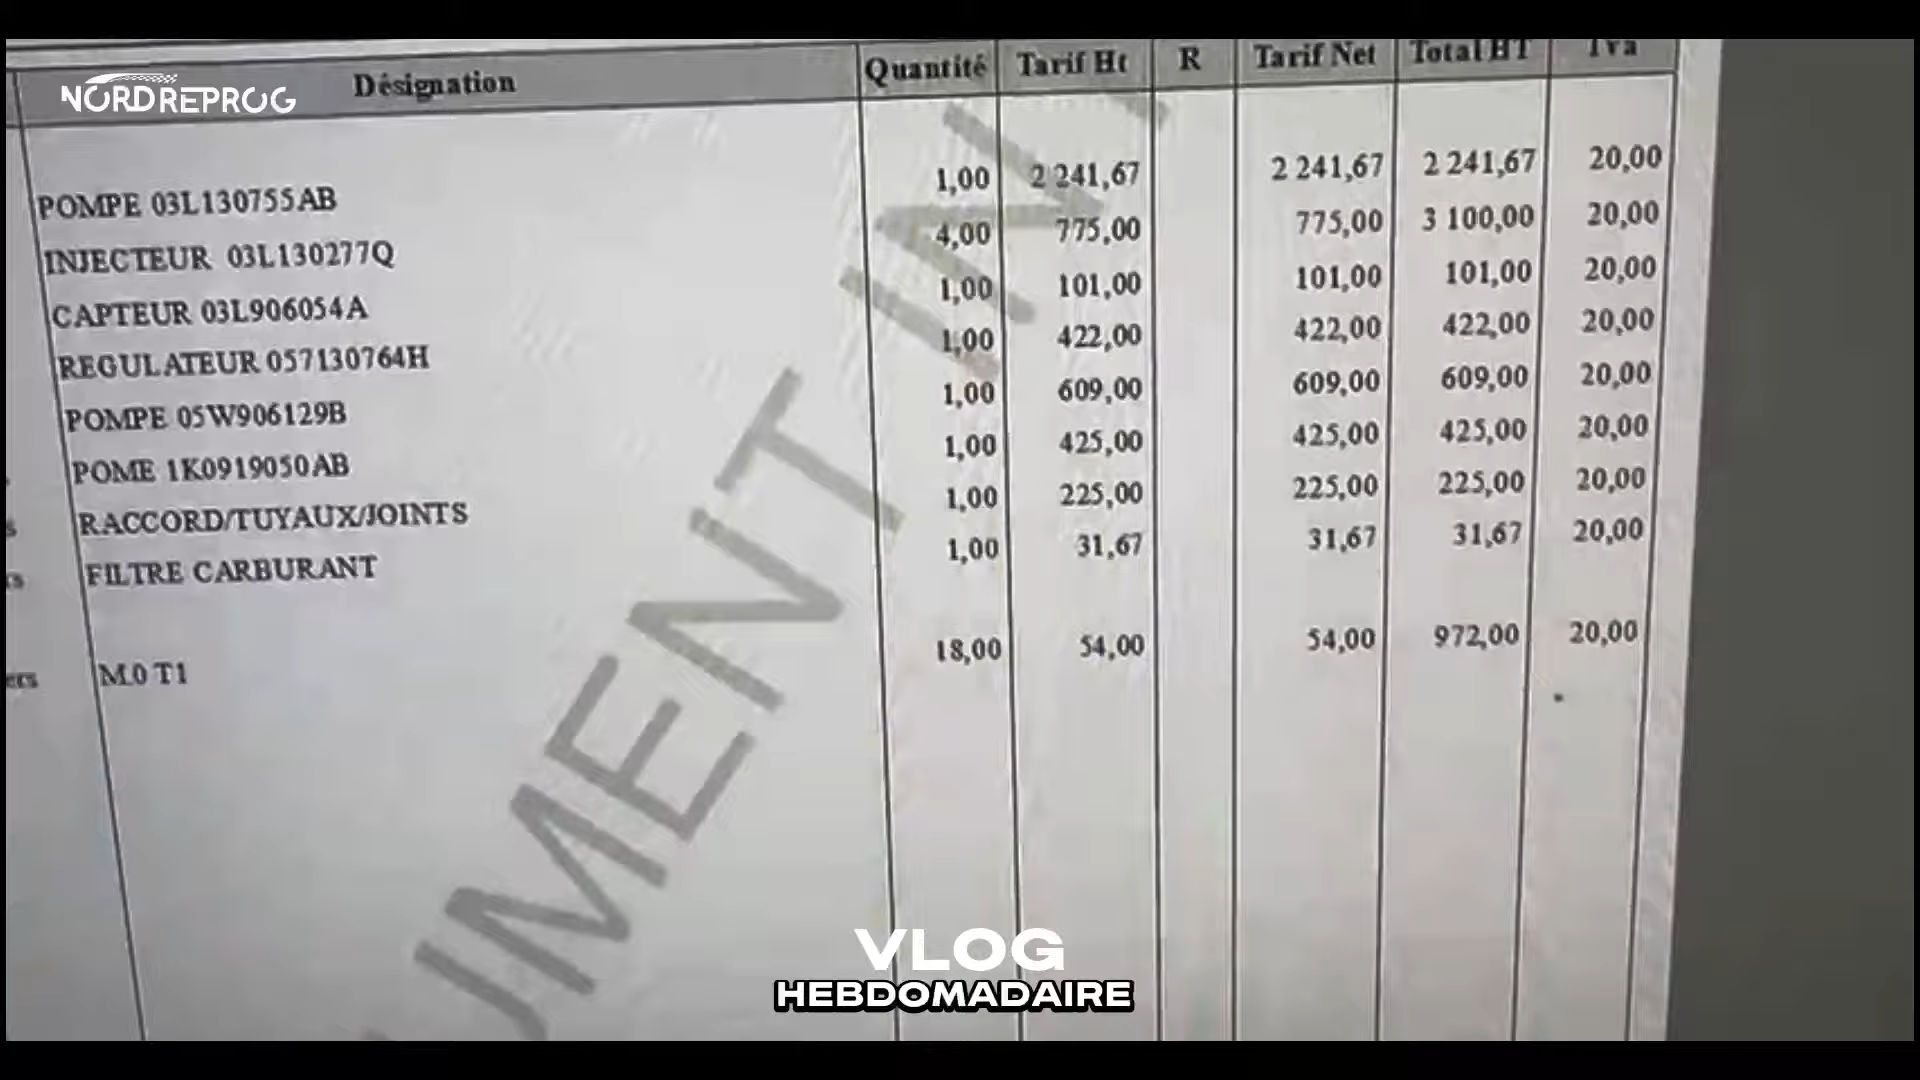 NORDREPROG
Désignation Quantité Tarif Ht R Tarif Net Total HT Tva
POMPE 03L130755AB 1,00 2 241,67 2 241,67 2 241,67 20,00
INJECTEUR 03L130277Q 4,00 775,00 775,00 3 100,00 20,00
CAPTEUR 03L906054A 1,00 101,00 101,00 101,00 20,00
REGULATEUR 057130764H 1,00 422,00 422,00 422,00 20,00
POMPE 05W906129B 1,00 609,00 609,00 609,00 20,00
POME 1K0919050AB 1,00 425,00 425,00 425,00 20,00
RACCORD/TUYAUX/JOINTS 1,00 225,00 225,00 225,00 20,00
FILTRE CARBURANT 1,00 31,67 31,67 31,67 20,00
M.0 T1 18,00 54,00 54,00 972,00 20,00
UMENT IN
VLOG
HEBDOMADAIRE